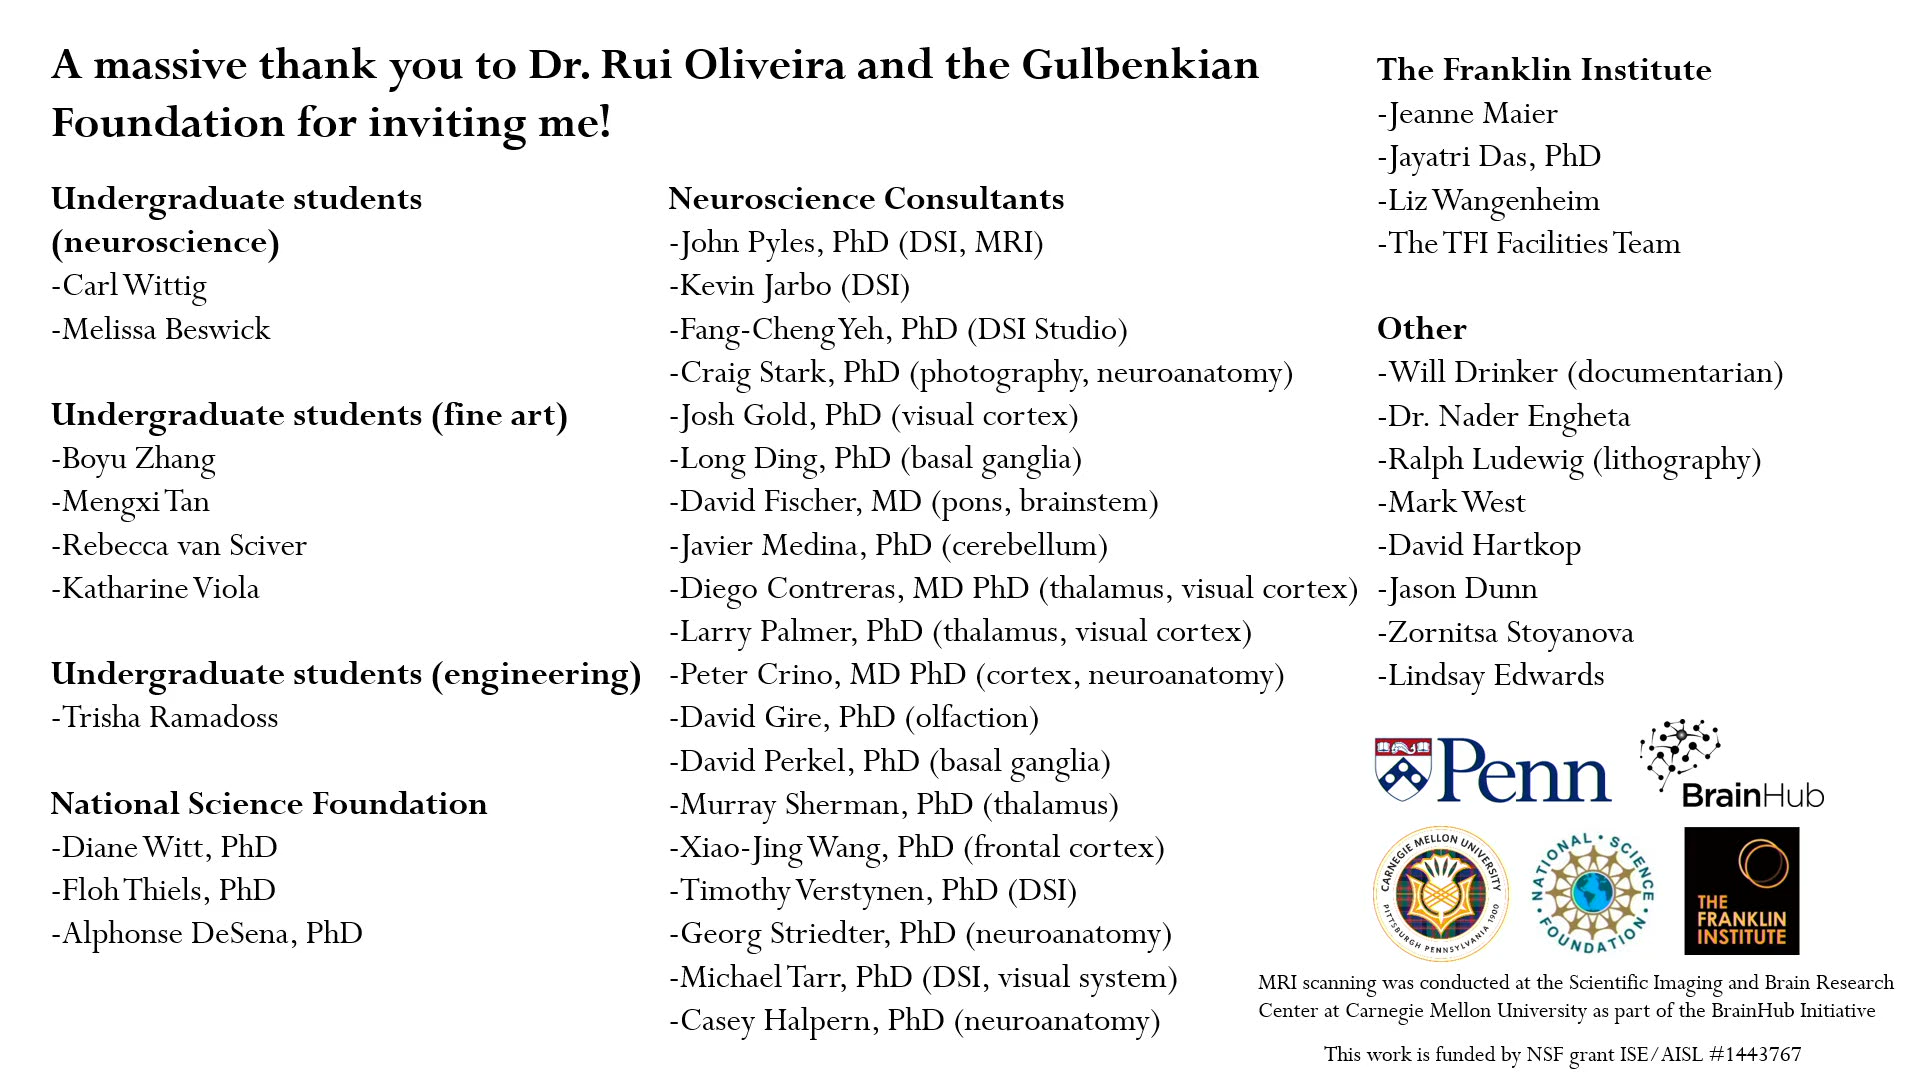 A massive thank you to Dr. Rui Oliveira and the Gulbenkian
Foundation for inviting me!
Undergraduate students
(neuroscience)
-Carl Wittig
-Melissa Beswick
Undergraduate students (fine art)
-Boyu Zhang
-Mengxi Tan
-Rebecca van Sciver
-Katharine Viola
Undergraduate students (engineering)
-Trisha Ramadoss
National Science Foundation
-Diane Witt, PhD
-Floh Thiels, PhD
-Alphonse DeSena, PhD
Neuroscience Consultants
-John Pyles, PhD (DSI, MRI)
-Kevin Jarbo (DSI)
-Fang-Cheng Yeh, PhD (DSI Studio)
-Craig Stark, PhD (photography, neuroanatomy)
-Josh Gold, PhD (visual cortex)
-Long Ding, PhD (basal ganglia)
-David Fischer, MD (pons, brainstem)
-Javier Medina, PhD (cerebellum)
-Diego Contreras, MD PhD (thalamus, visual cortex)
-Larry Palmer, PhD (thalamus, visual cortex)
-Peter Crino, MD PhD (cortex, neuroanatomy)
-David Gire, PhD (olfaction)
-David Perkel, PhD (basal ganglia)
-Murray Sherman, PhD (thalamus)
-Xiao-Jing Wang, PhD (frontal cortex)
-Timothy Verstynen, PhD (DSI)
-Georg Striedter, PhD (neuroanatomy)
-Michael Tarr, PhD (DSI, visual system)
-Casey Halpern, PhD (neuroanatomy)
The Franklin Institute
-Jeanne Maier
-Jayatri Das, PhD
-Liz Wangenheim
-The TFI Facilities Team
Other
-Will Drinker (documentarian)
-Dr. Nader Engheta
-Ralph Ludewig (lithography)
-Mark West
-David Hartkop
-Jason Dunn
-Zornitsa Stoyanova
-Lindsay Edwards
Penn
BrainHub
CARNEGIE MELLON UNIVERSITY
PITTSBURGH PENNSYLVANIA 1900
NATIONAL SCIENCE
FOUNDATION
THE
FRANKLIN
INSTITUTE
MRI scanning was conducted at the Scientific Imaging and Brain Research
Center at Carnegie Mellon University as part of the BrainHub Initiative
This work is funded by NSF grant ISE/AISL #1443767